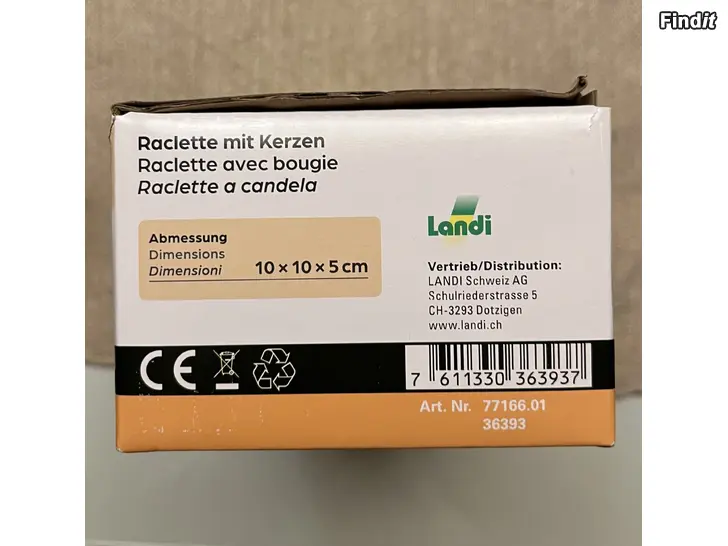 Findit
Raclette mit Kerzen
Raclette avec bougie
Raclette a candela
Landi
Abmessung
Dimensions
Dimensioni 10 × 10 × 5 cm
Vertrieb/Distribution:
LANDI Schweiz AG
Schulriederstrasse 5
CH-3293 Dotzigen
www.landi.ch
CE
7 611330 363937
Art. Nr. 77166.01
36393